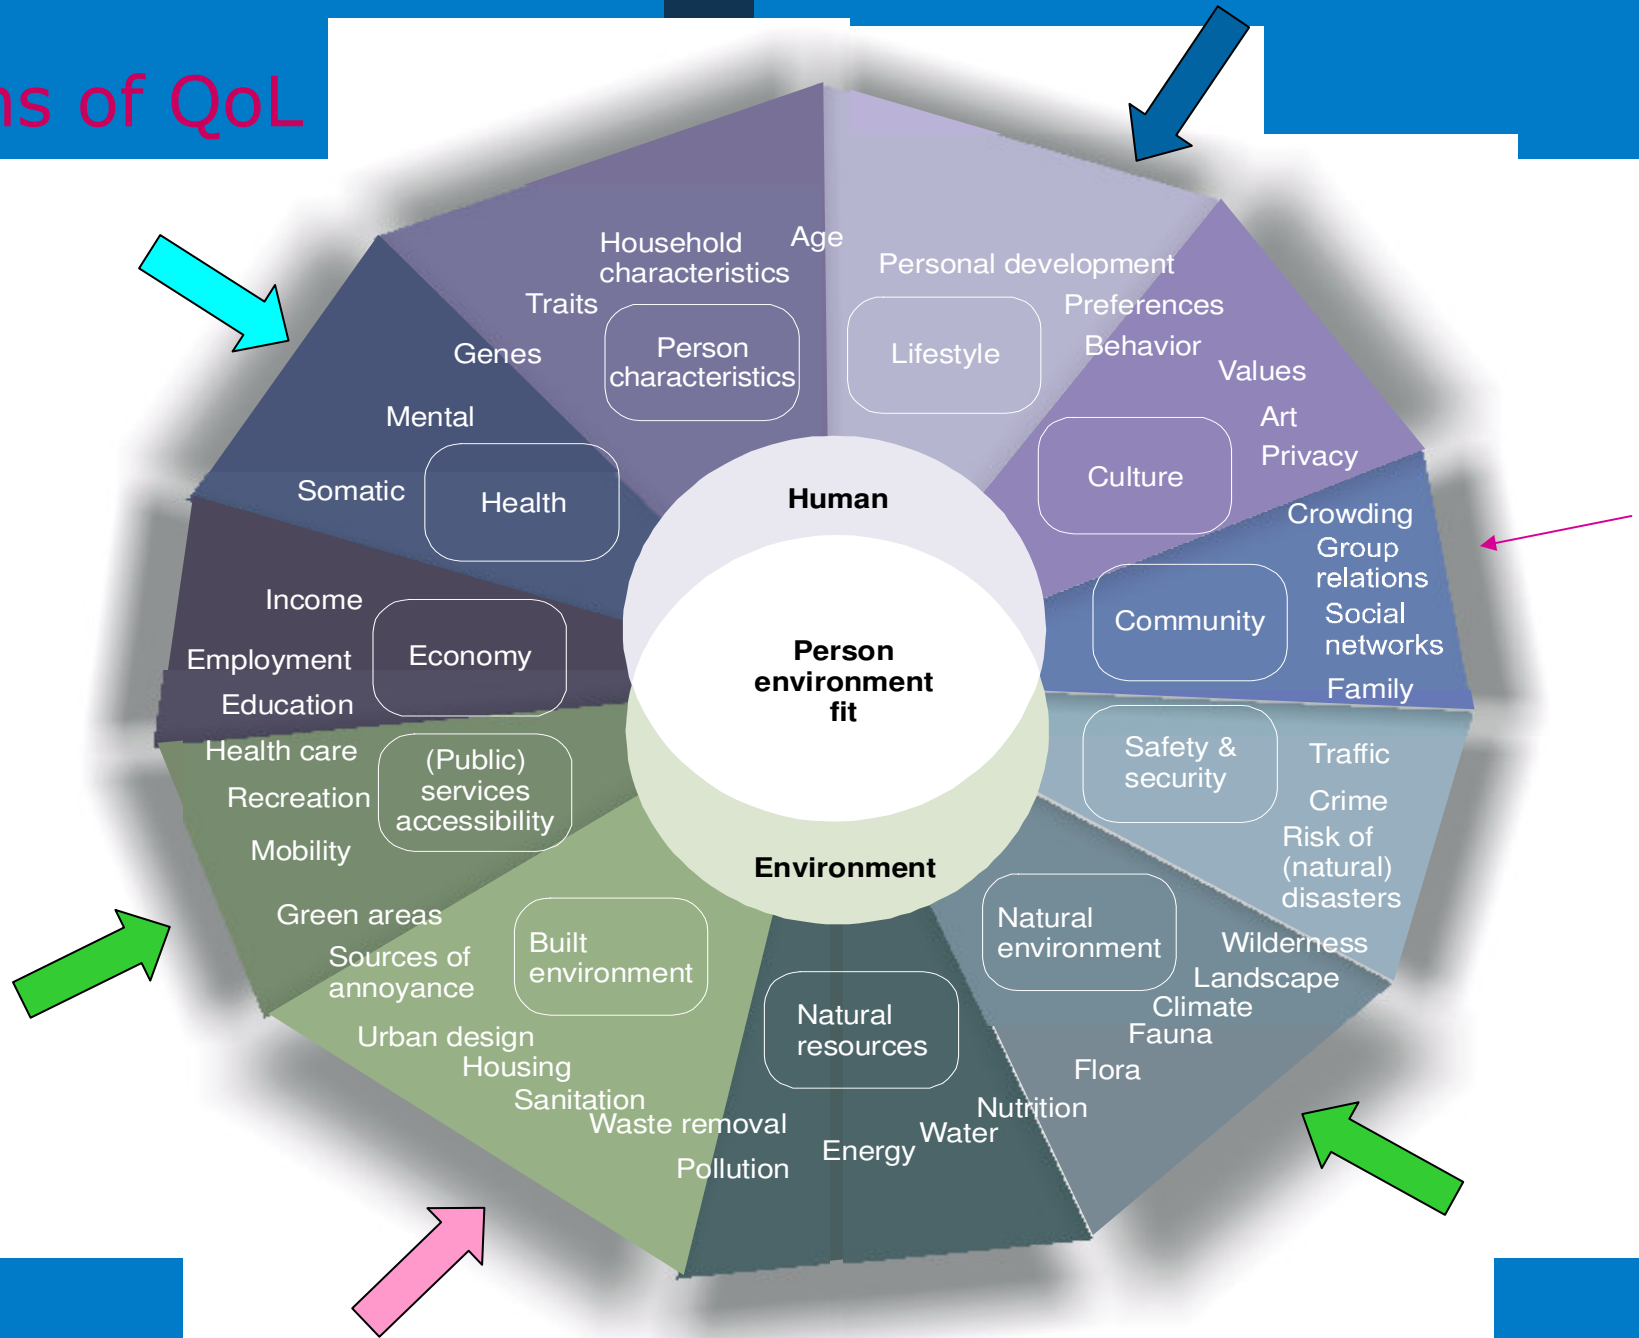 ns of QoL
Age
Household
characteristics
Traits
Genes
Person
characteristics
Personal development
Preferences
Behavior
Lifestyle
Values
Art
Privacy
Culture
Mental
Somatic
Health
Crowding
Group
relations
Social
networks
Family
Community
Income
Employment
Education
Economy
Human
Person
environment
fit
Environment
Health care
Recreation
Mobility
(Public)
services
accessibility
Safety &
security
Traffic
Crime
Risk of
(natural)
disasters
Green areas
Sources of
annoyance
Urban design
Housing
Sanitation
Waste removal
Pollution
Built
environment
Natural
resources
Energy
Water
Nutrition
Natural
environment
Wilderness
Landscape
Climate
Fauna
Flora